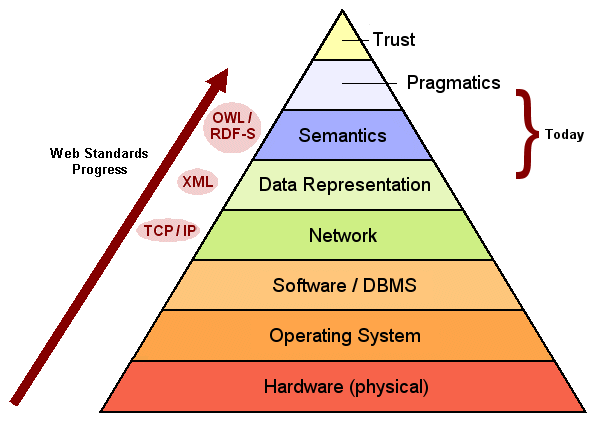 Trust
Pragmatics
OWL /
RDF-S
Semantics
Today
Web Standards
Progress
XML
Data Representation
TCP / IP
Network
Software / DBMS
Operating System
Hardware (physical)